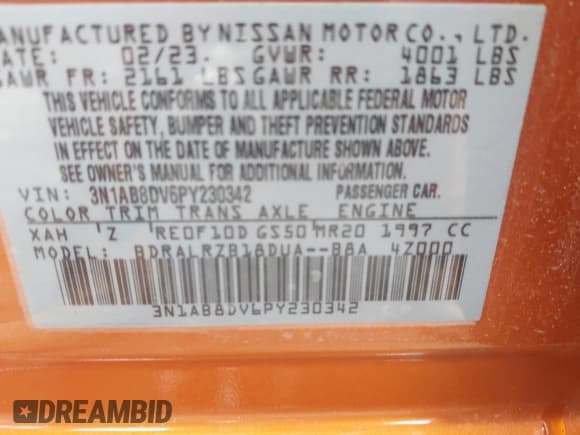 MANUFACTURED BY NISSAN MOTOR CO., LTD.
DATE: 02/23. GVWR: 4001 LBS
GAWR FR: 2161 LBS GAWR RR: 1863 LBS
THIS VEHICLE CONFORMS TO ALL APPLICABLE FEDERAL MOTOR
VEHICLE SAFETY, BUMPER AND THEFT PREVENTION STANDARDS
IN EFFECT ON THE DATE OF MANUFACTURE SHOWN ABOVE.
SEE OWNER'S MANUAL FOR ADDITIONAL INFORMATION.
VIN: 3N1AB8DV6PY230342 PASSENGER CAR.
COLOR TRIM TRANS AXLE ENGINE
XAH Z RE0F10D GS50 MR20 1997 CC
MODEL: BDRALRZB18DUA--B8A 4Z000
3N1AB8DV6PY230342
DREAMBID